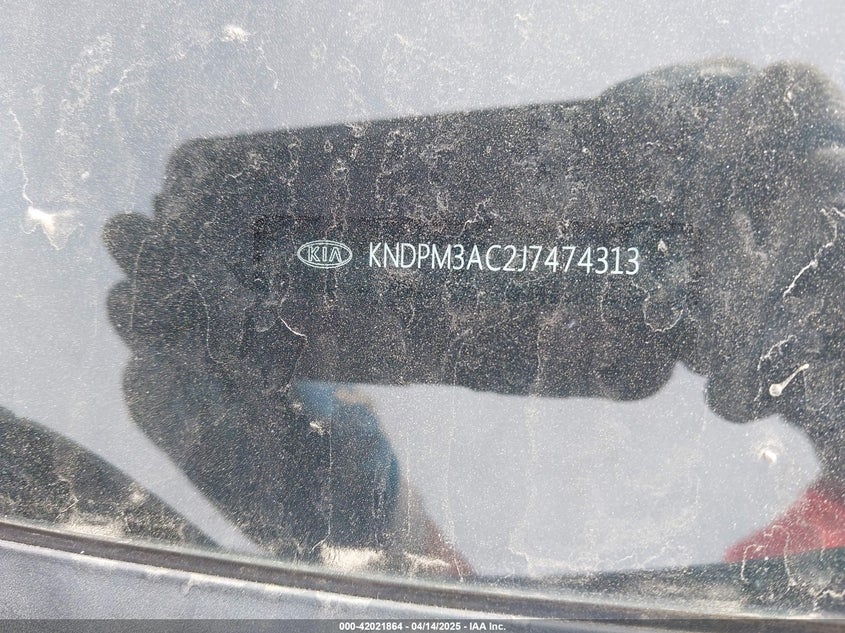 KIA KNDPM3AC2J7474313
000-42021864 - 04/14/2025 - IAA Inc.